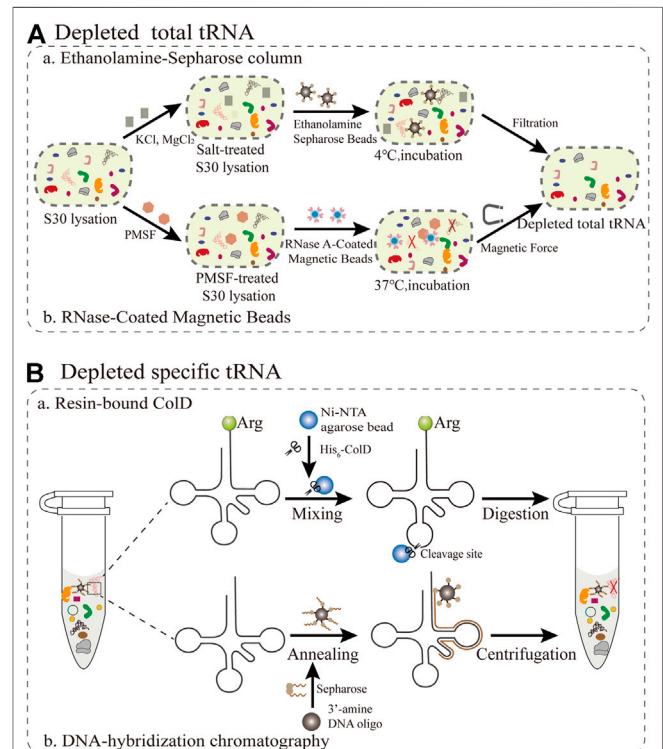 A Depleted total tRNA
a. Ethanolamine-Sepharose column
KCl, MgCl₂
Salt-treated
S30 lysation
Ethanolamine
Sepharose Beads
4℃,incubation
Filtration
S30 lysation
Depleted total tRNA
PMSF
PMSF-treated
S30 lysation
RNase A-Coated
Magnetic Beads
37℃,incubation
Magnetic Force
b. RNase-Coated Magnetic Beads
B Depleted specific tRNA
a. Resin-bound ColD
Arg
Ni-NTA
agarose bead
His₆-ColD
Mixing
Arg
Cleavage site
Digestion
Annealing
Sepharose
3'-amine
DNA oligo
Centrifugation
b. DNA-hybridization chromatography